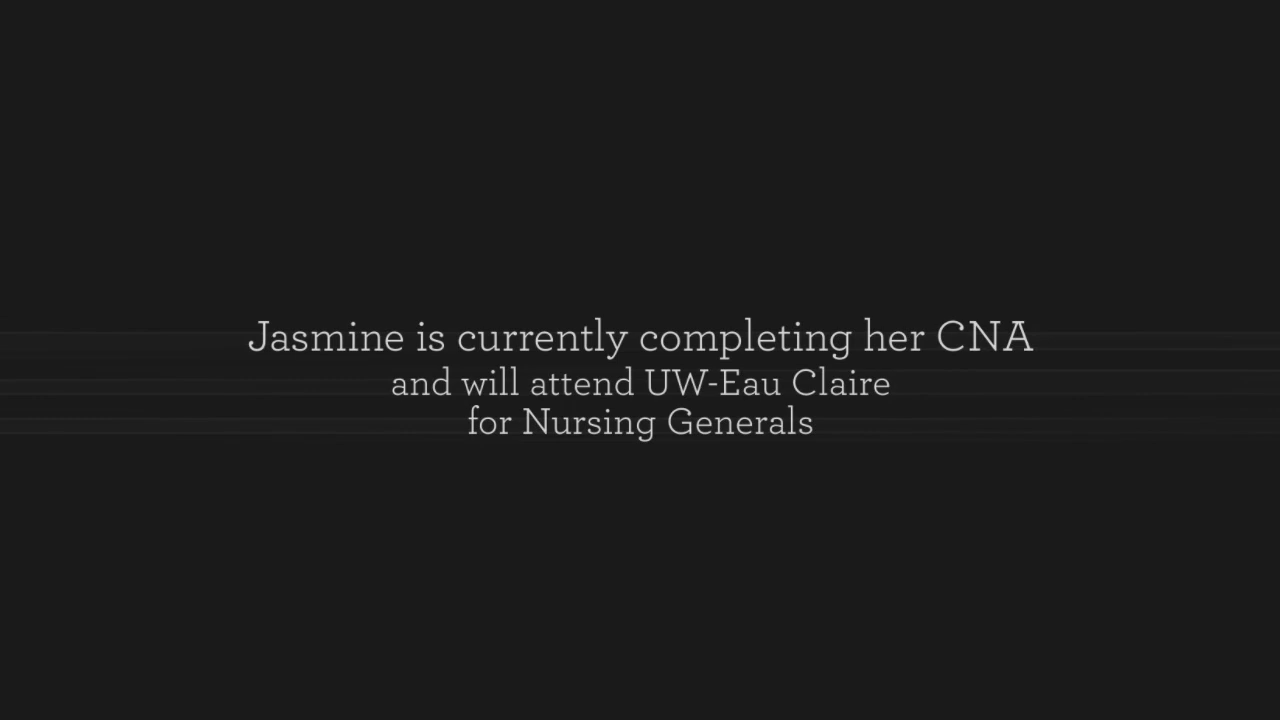 Jasmine is currently completing her CNA
and will attend UW-Eau Claire
for Nursing Generals